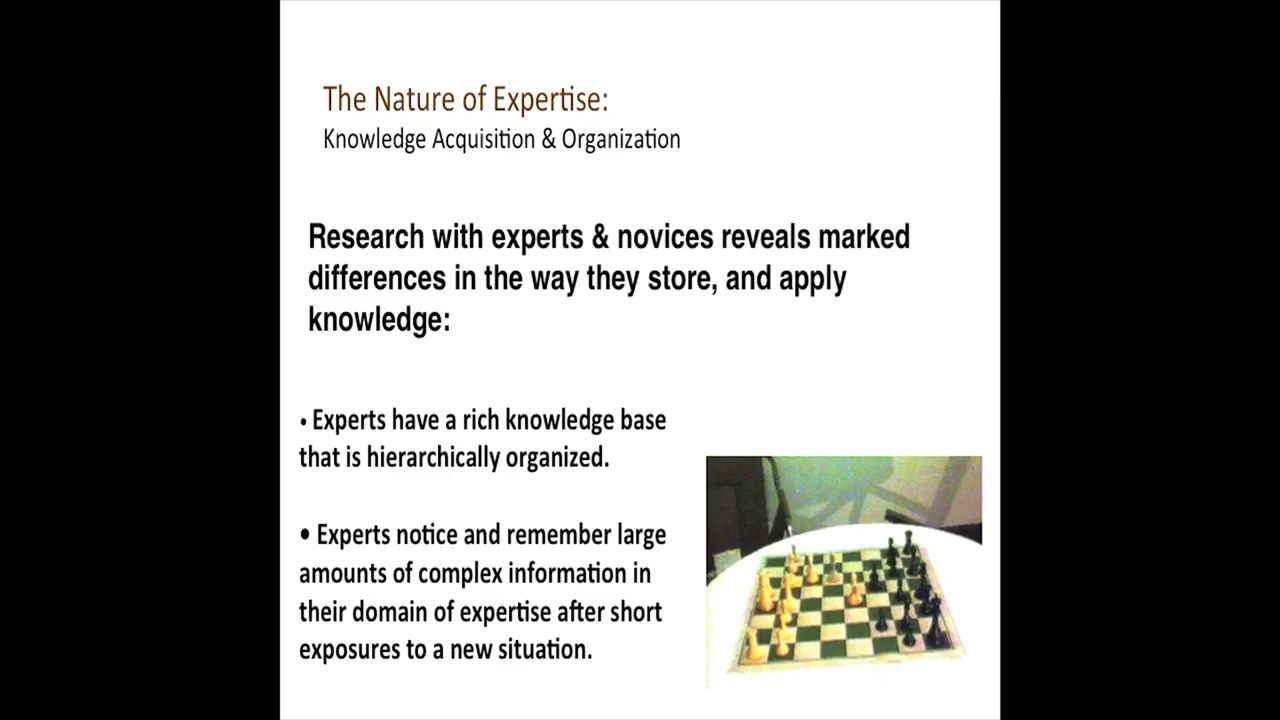 The Nature of Expertise:
Knowledge Acquisition & Organization
Research with experts & novices reveals marked
differences in the way they store, and apply
knowledge:
• Experts have a rich knowledge base
that is hierarchically organized.
• Experts notice and remember large
amounts of complex information in
their domain of expertise after short
exposures to a new situation.